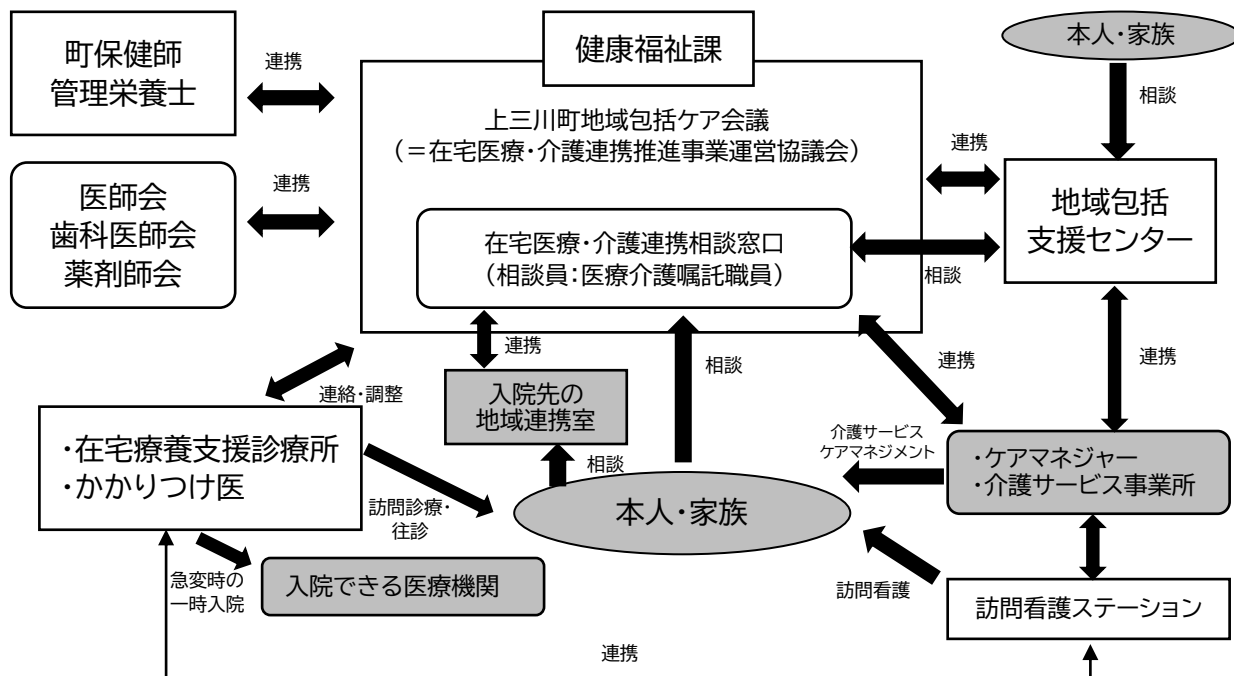 町保健師
管理栄養士
連携
健康福祉課
本人・家族
相談
上三川町地域包括ケア会議
（＝在宅医療・介護連携推進事業運営協議会）
連携
医師会
歯科医師会
薬剤師会
連携
地域包括
支援センター
在宅医療・介護連携相談窓口
（相談員：医療介護嘱託職員）
相談
連携
相談
連携
連携
連絡・調整
入院先の
地域連携室
・在宅療養支援診療所
・かかりつけ医
相談
介護サービス
ケアマネジメント
・ケアマネジャー
・介護サービス事業所
訪問診療・
往診
本人・家族
急変時の
一時入院
入院できる医療機関
訪問看護
訪問看護ステーション
連携